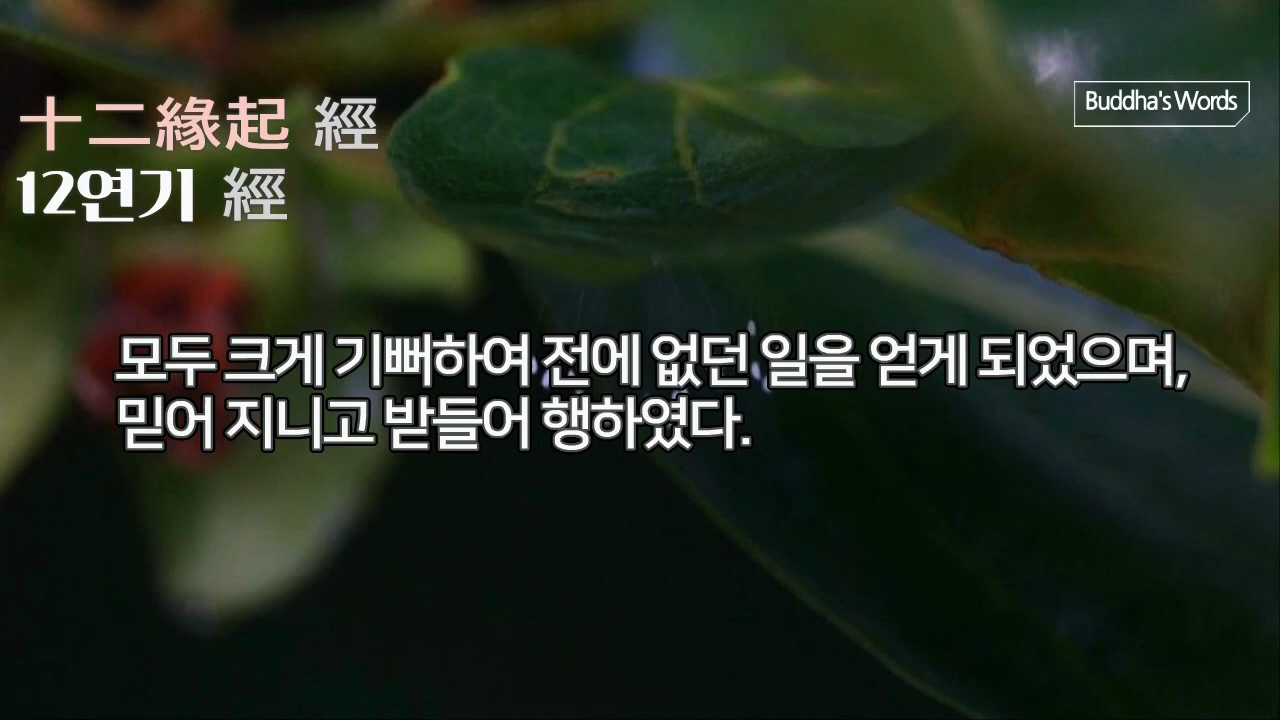 十二緣起 經
12연기 經
Buddha's Words
모두 크게 기뻐하여 전에 없던 일을 얻게 되었으며,
믿어 지니고 받들어 행하였다.